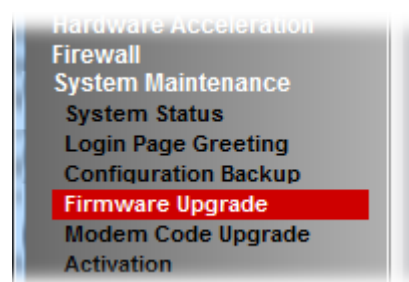 Hardware Acceleration
Firewall
System Maintenance
System Status
Login Page Greeting
Configuration Backup
Firmware Upgrade
Modem Code Upgrade
Activation